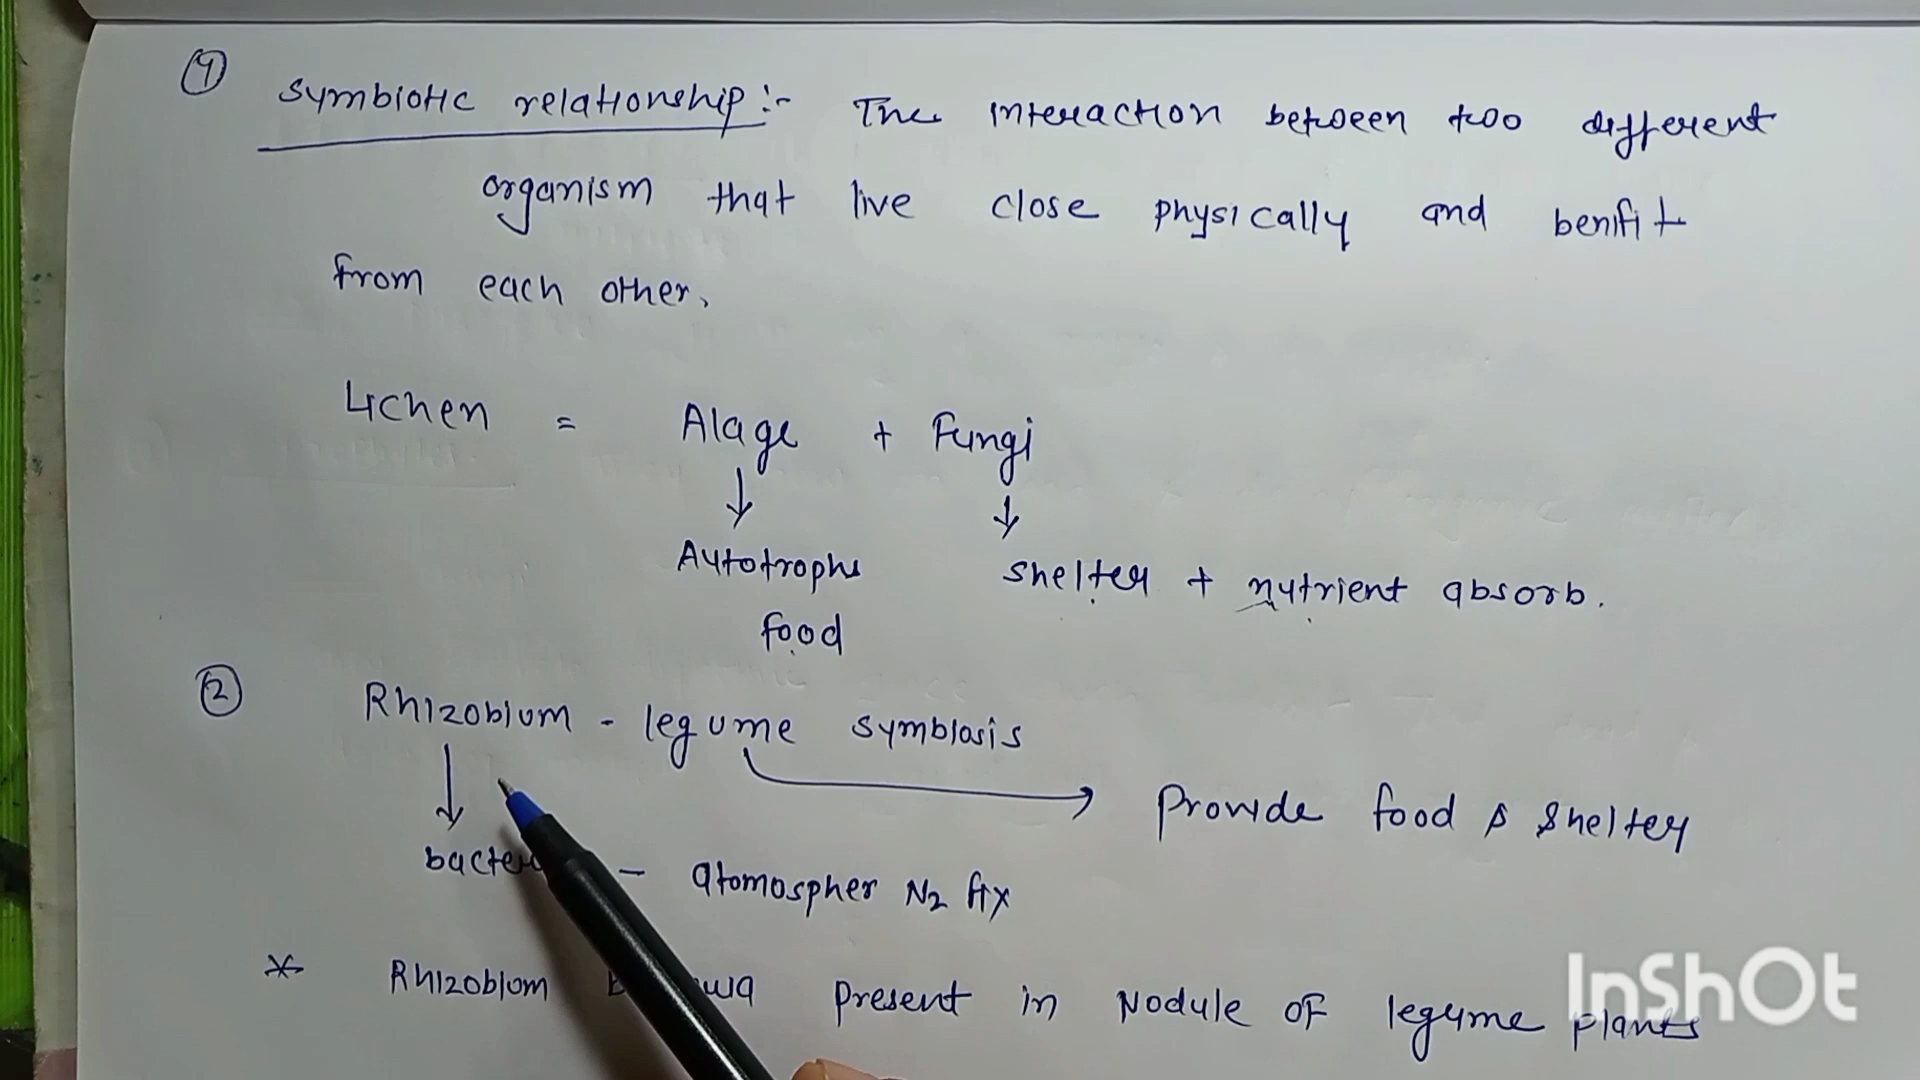 ① Symbiotic relationship :- The interaction between two different
organism that live close physically and benifit
from each other.
Lichen = Alage + Fungi
↓ ↓
Autotrophs shelter + nutrient absorb.
food
② Rhizobium - legume symbiosis
↓ → Provide food & shelter
- atomospher N2 fix
* Rhizobium present in Nodule of legume plants
InShOt